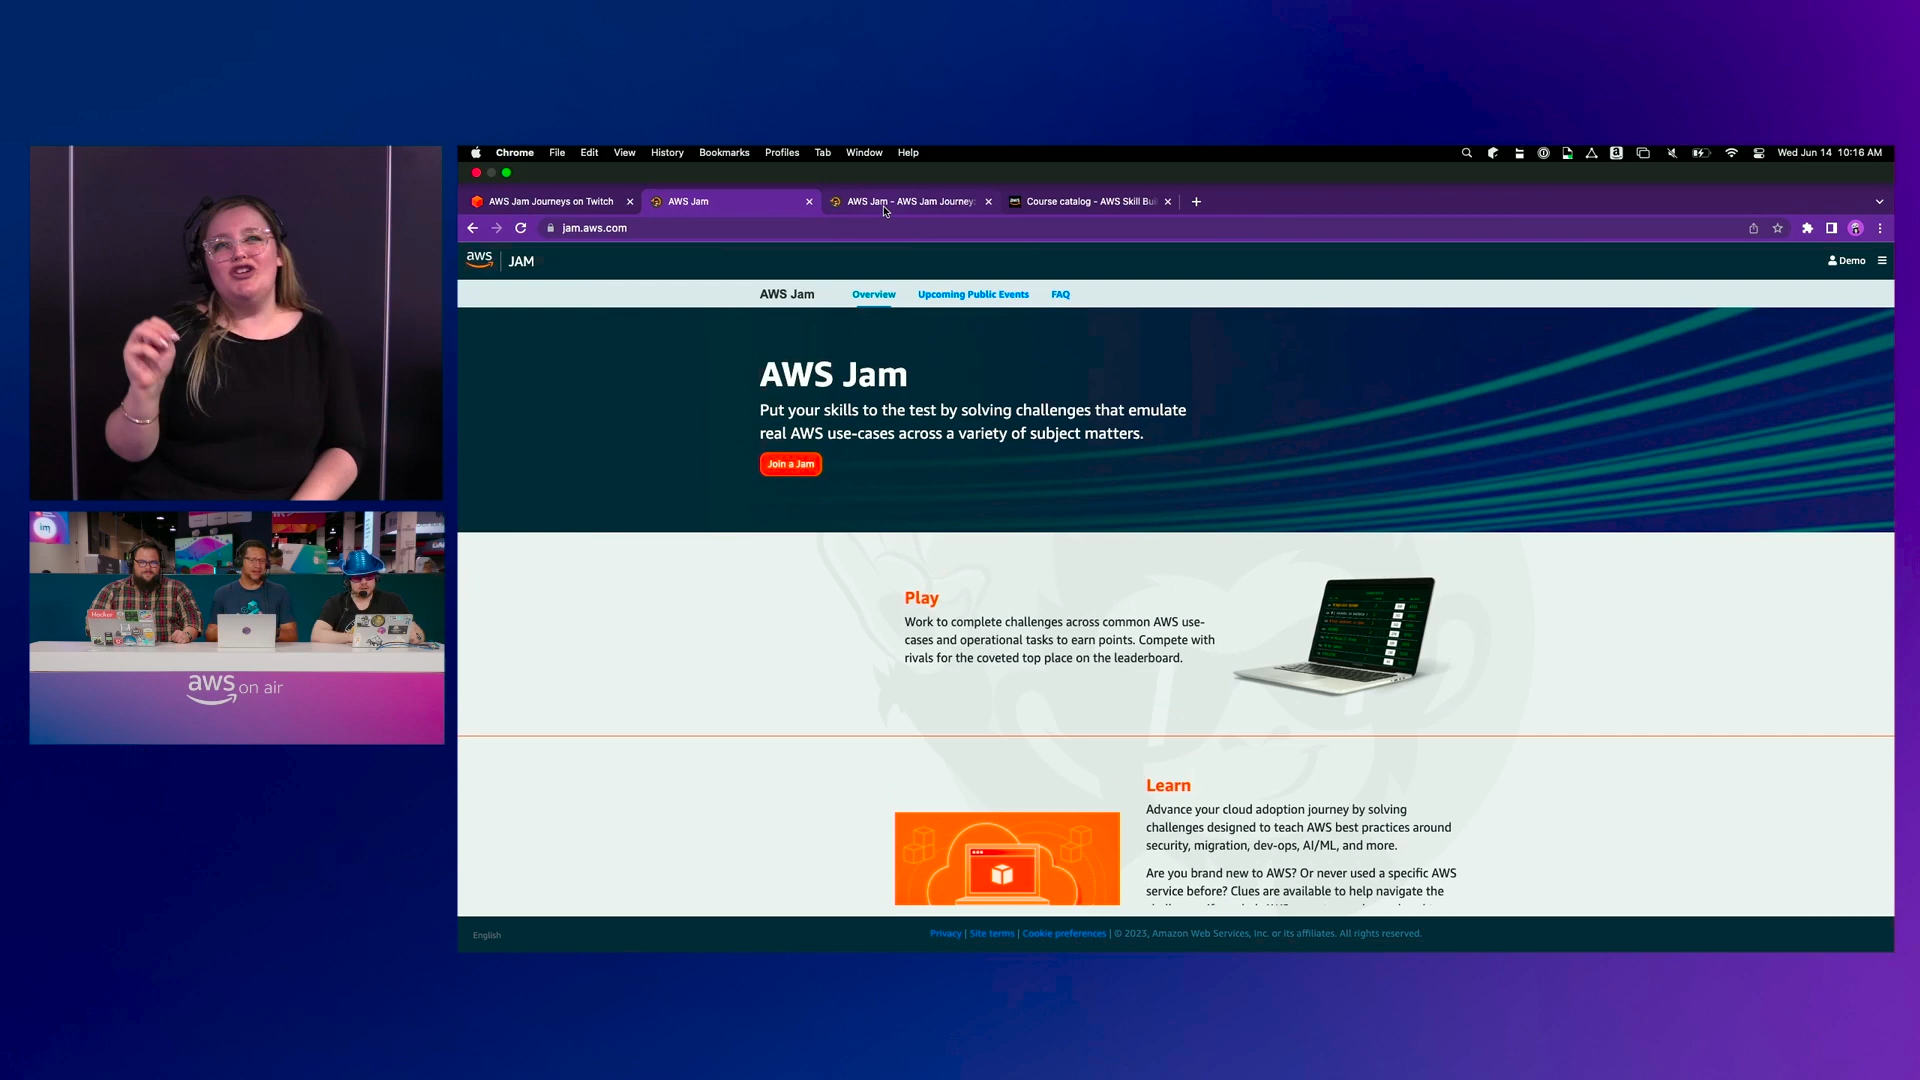 Chrome File Edit View History Bookmarks Profiles Tab Window Help
Wed Jun 14 10:16 AM
AWS Jam Journeys on Twitch
AWS Jam
AWS Jam - AWS Jam Journey
Course catalog - AWS Skill Bui
jam.aws.com
aws JAM
Demo
AWS Jam Overview Upcoming Public Events FAQ
AWS Jam
Put your skills to the test by solving challenges that emulate
real AWS use-cases across a variety of subject matters.
Join a Jam
Play
Work to complete challenges across common AWS use-
cases and operational tasks to earn points. Compete with
rivals for the coveted top place on the leaderboard.
Learn
Advance your cloud adoption journey by solving
challenges designed to teach AWS best practices around
security, migration, dev-ops, AI/ML, and more.
Are you brand new to AWS? Or never used a specific AWS
service before? Clues are available to help navigate the
English
Privacy | Site terms | Cookie preferences | © 2023, Amazon Web Services, Inc. or its affiliates. All rights reserved.
im
Hacker
aws on air